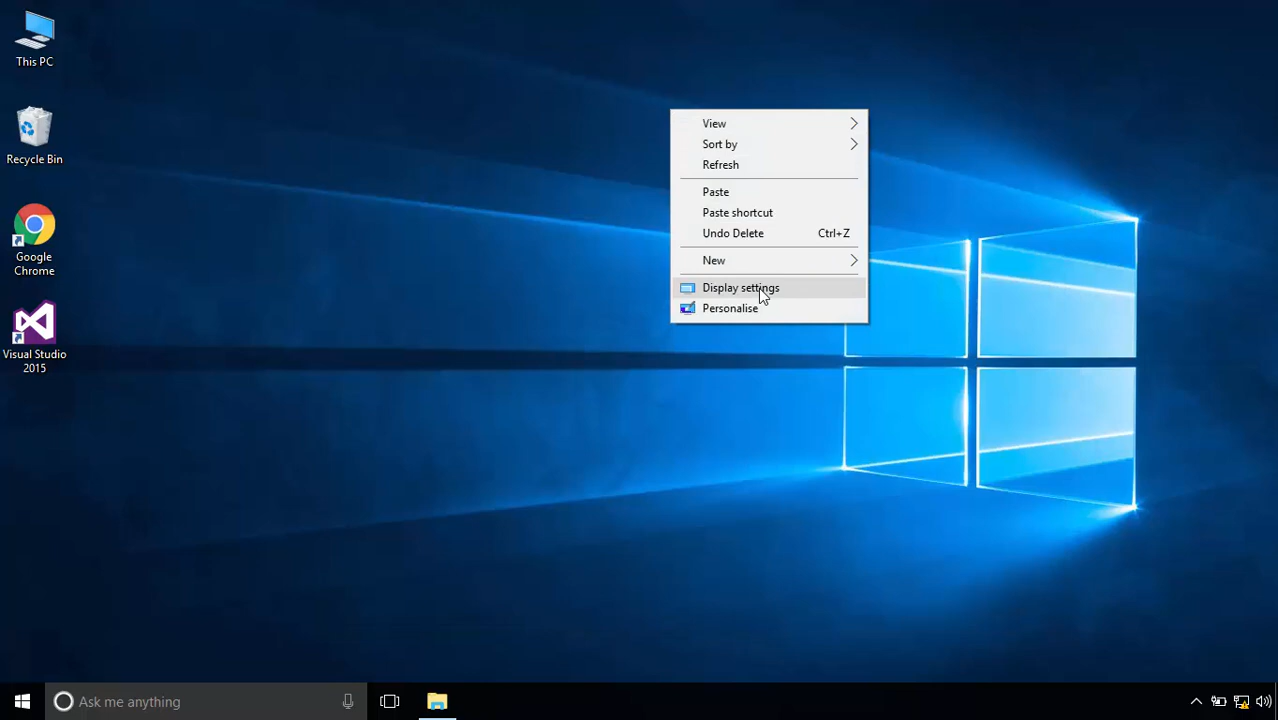 This PC
Recycle Bin
Google
Chrome
Visual Studio
2015
View
Sort by
Refresh
Paste
Paste shortcut
Undo Delete Ctrl+Z
New
Display settings
Personalise
Ask me anything